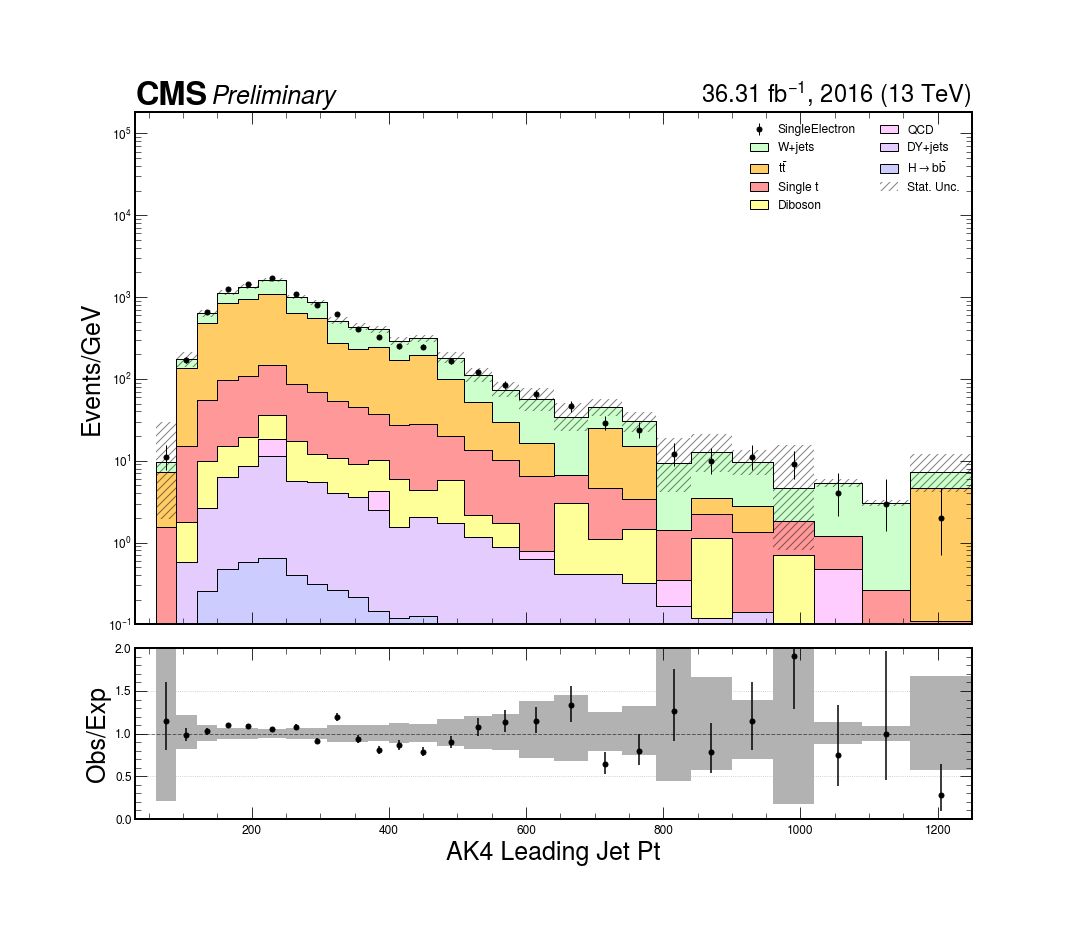 CMS Preliminary 36.31 fb⁻¹, 2016 (13 TeV)
SingleElectron QCD
W+jets DY+jets
tt̄ H→bb̄
Single t Stat. Unc.
Diboson
Events/GeV
10⁵
10⁴
10³
10²
10¹
10⁰
10⁻¹
Obs/Exp
2.0
1.5
1.0
0.5
0.0
200 400 600 800 1000 1200
AK4 Leading Jet Pt